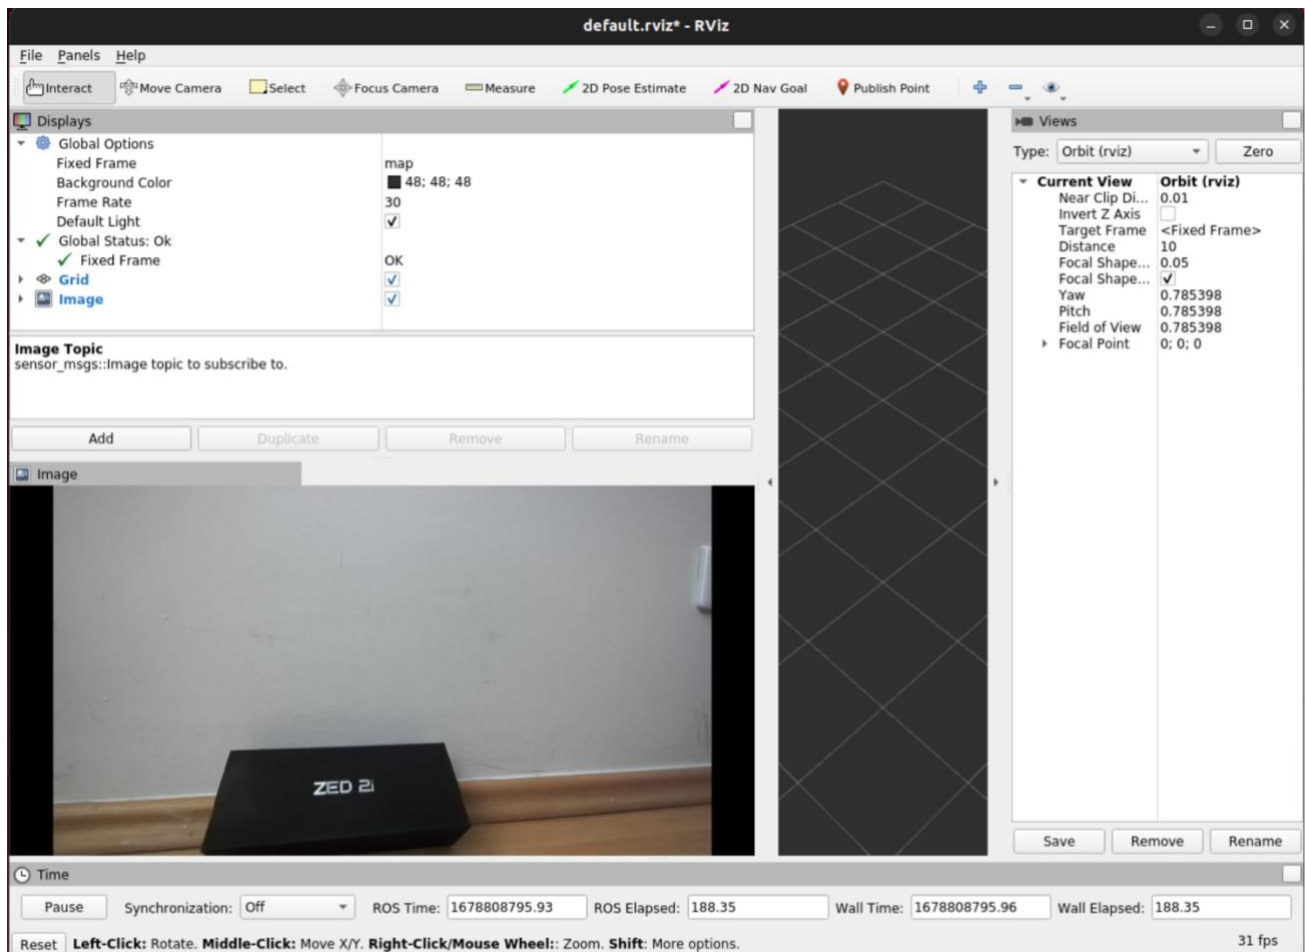 default.rviz* - RViz
File Panels Help
Interact Move Camera Select Focus Camera Measure 2D Pose Estimate 2D Nav Goal Publish Point
Displays
Global Options
Fixed Frame map
Background Color 48; 48; 48
Frame Rate 30
Default Light
Global Status: Ok
Fixed Frame OK
Grid
Image
Image Topic
sensor_msgs::Image topic to subscribe to.
Add Duplicate Remove Rename
Image
ZED 2i
Views
Type: Orbit (rviz) Zero
Current View Orbit (rviz)
Near Clip Di... 0.01
Invert Z Axis
Target Frame <Fixed Frame>
Distance 10
Focal Shape... 0.05
Focal Shape...
Yaw 0.785398
Pitch 0.785398
Field of View 0.785398
Focal Point 0; 0; 0
Save Remove Rename
Time
Pause Synchronization: Off ROS Time: 1678808795.93 ROS Elapsed: 188.35 Wall Time: 1678808795.96 Wall Elapsed: 188.35
Reset Left-Click: Rotate. Middle-Click: Move X/Y. Right-Click/Mouse Wheel:: Zoom. Shift: More options. 31 fps